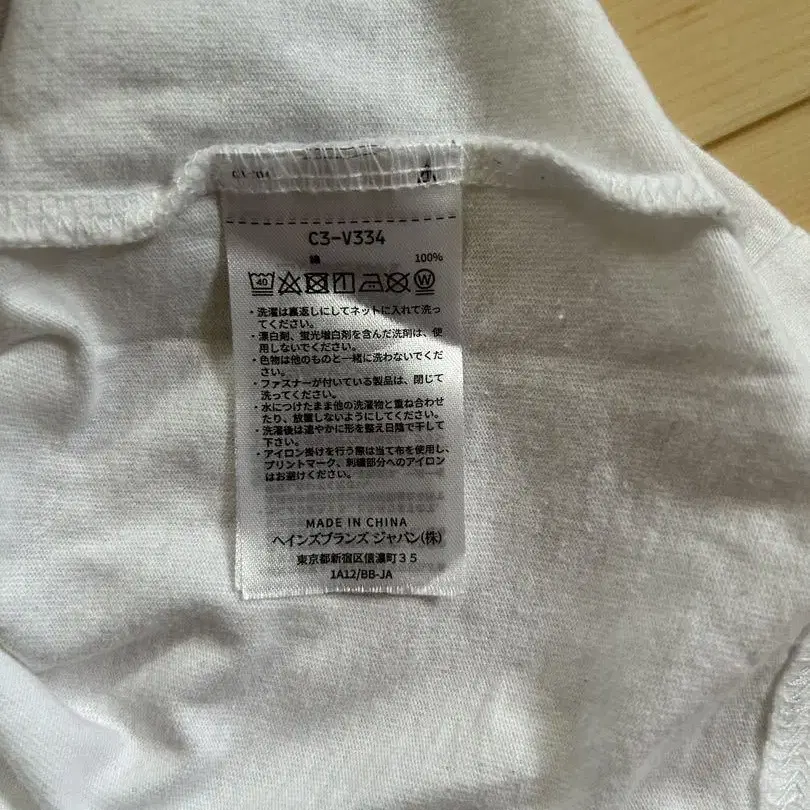 C3-V334
綿 100%
40 W
・洗濯は裏返しにしてネットに入れて洗っ
てください。
・漂白剤、蛍光増白剤を含んだ洗剤は、使
用しないでください。
・色物は他のものと一緒に洗わないでくだ
さい。
・ファスナーが付いている製品は、閉じて
洗ってください。
・水につけたまま他の洗濯物と重ね合わせ
たり、放置しないようにしてください。
・洗濯後は速やかに形を整え日陰で干して
下さい。
・アイロン掛けを行う際は当て布を使用し、
プリントマーク、刺繍部分へのアイロン
はお避けください。
MADE IN CHINA
ヘインズブランズ ジャパン(株)
東京都新宿区信濃町35
1A12/BB-JA